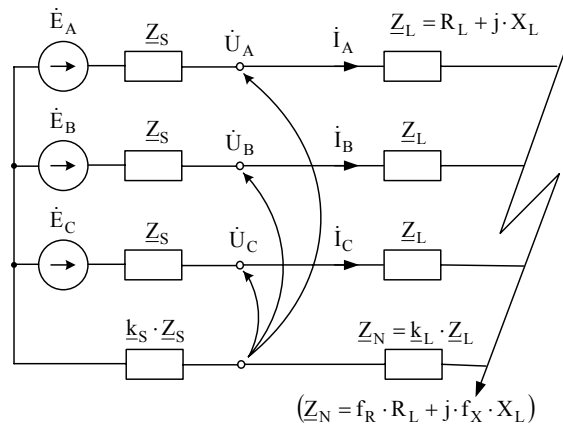 Ė_A Z_S U̇_A İ_A Z_L = R_L + j · X_L
Ė_B Z_S U̇_B İ_B Z_L
Ė_C Z_S U̇_C İ_C Z_L
k_S · Z_S Z_N = k_L · Z_L
(Z_N = f_R · R_L + j · f_X · X_L)